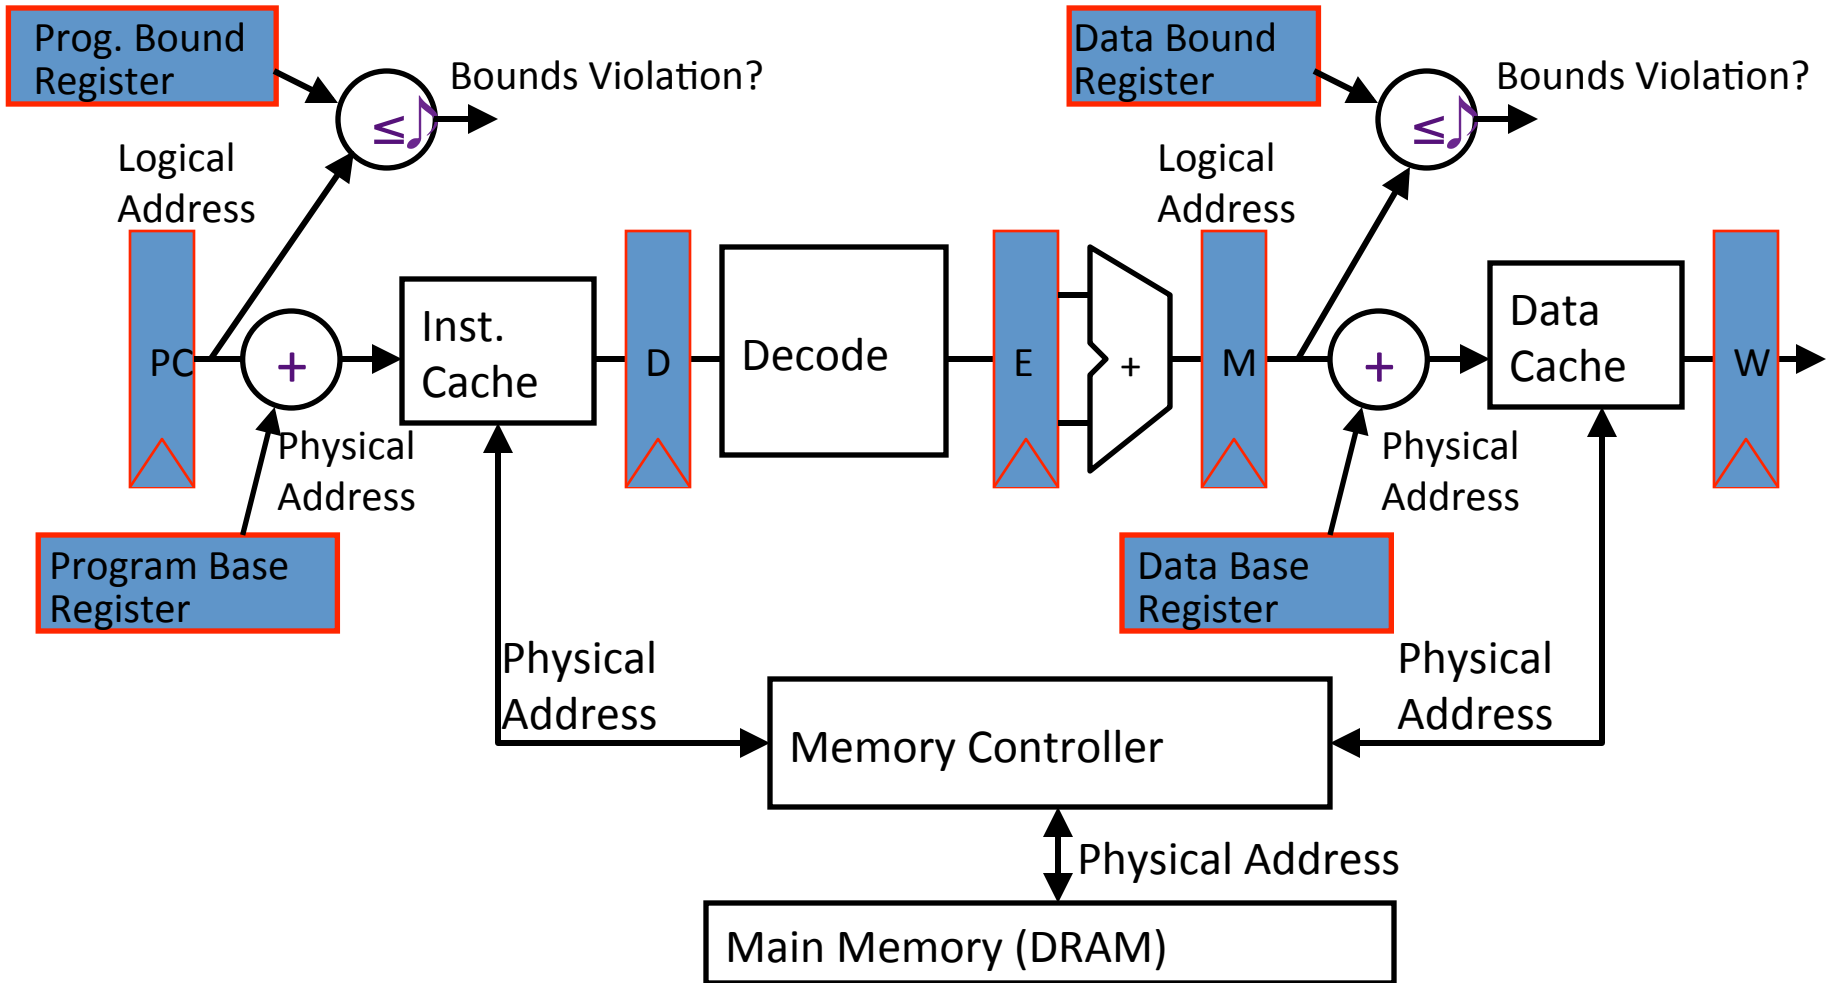 Prog. Bound
Register
Bounds Violation?
≤♪
Logical
Address
Data Bound
Register
Bounds Violation?
≤♪
Logical
Address
PC
+
Inst.
Cache
D
Decode
E
+
M
+
Data
Cache
W
Physical
Address
Physical
Address
Program Base
Register
Data Base
Register
Physical
Address
Physical
Address
Memory Controller
Physical Address
Main Memory (DRAM)